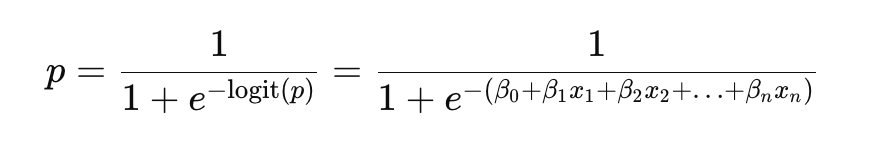 p = 1 / (1 + e^{−logit(p)}) = 1 / (1 + e^{−(β₀+β₁x₁+β₂x₂+…+βₙxₙ)})